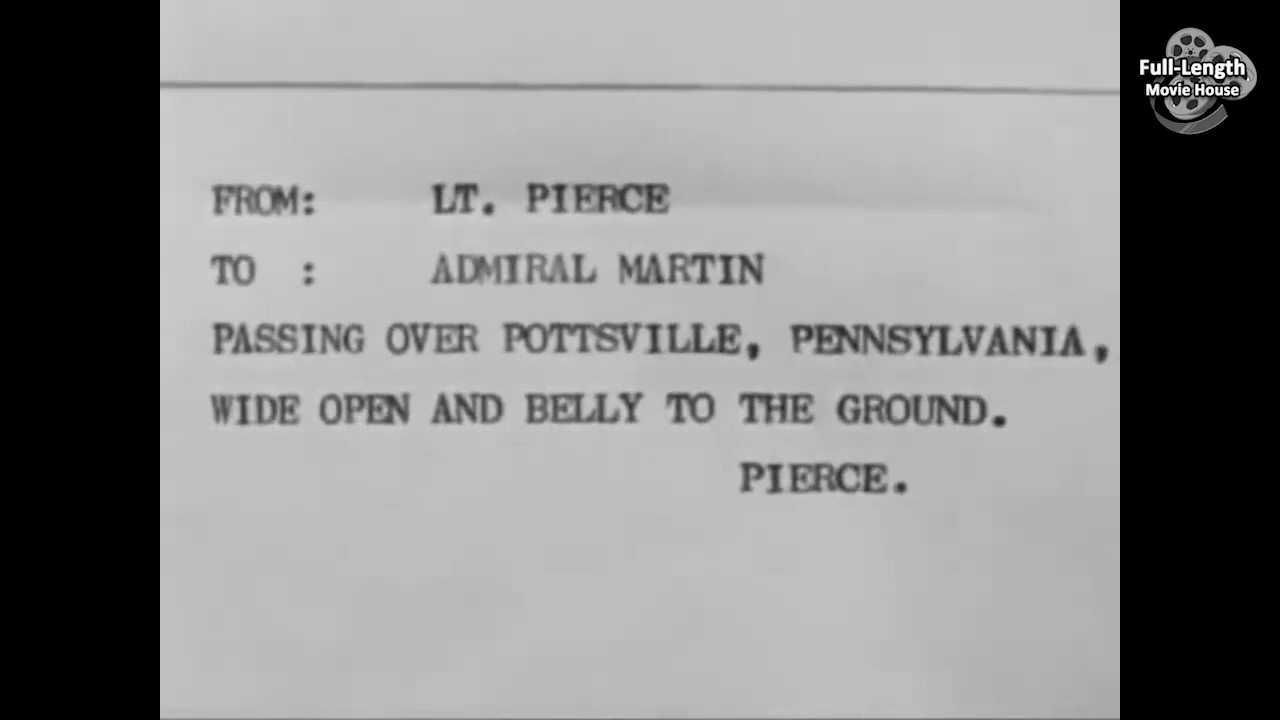 Full-Length
Movie House
FROM: LT. PIERCE
TO : ADMIRAL MARTIN
PASSING OVER POTTSVILLE, PENNSYLVANIA,
WIDE OPEN AND BELLY TO THE GROUND.
PIERCE.